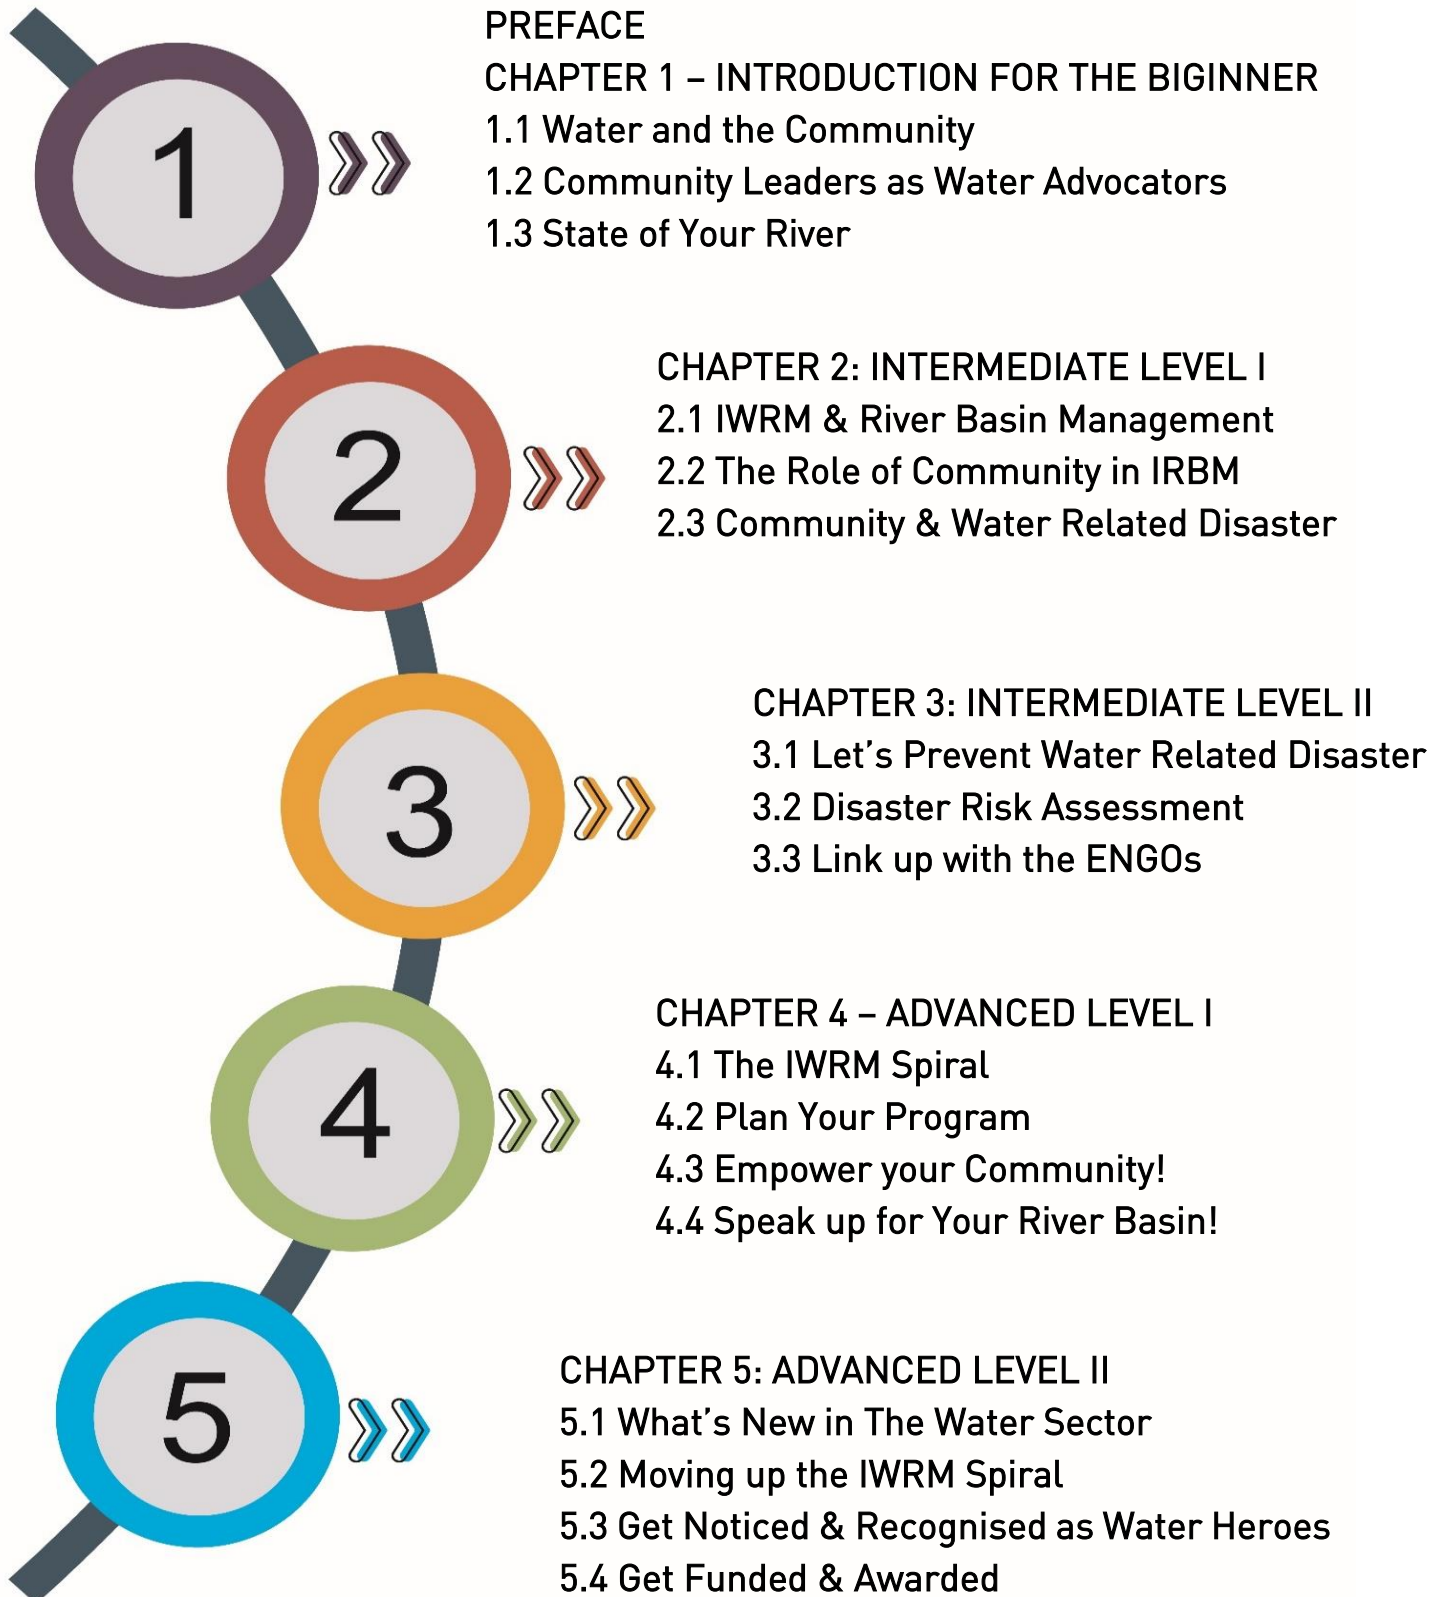 PREFACE
CHAPTER 1 – INTRODUCTION FOR THE BIGINNER
1.1 Water and the Community
1.2 Community Leaders as Water Advocators
1.3 State of Your River
1
CHAPTER 2: INTERMEDIATE LEVEL I
2.1 IWRM & River Basin Management
2.2 The Role of Community in IRBM
2.3 Community & Water Related Disaster
2
CHAPTER 3: INTERMEDIATE LEVEL II
3.1 Let’s Prevent Water Related Disaster
3.2 Disaster Risk Assessment
3.3 Link up with the ENGOs
3
CHAPTER 4 – ADVANCED LEVEL I
4.1 The IWRM Spiral
4.2 Plan Your Program
4.3 Empower your Community!
4.4 Speak up for Your River Basin!
4
CHAPTER 5: ADVANCED LEVEL II
5.1 What’s New in The Water Sector
5.2 Moving up the IWRM Spiral
5.3 Get Noticed & Recognised as Water Heroes
5.4 Get Funded & Awarded
5